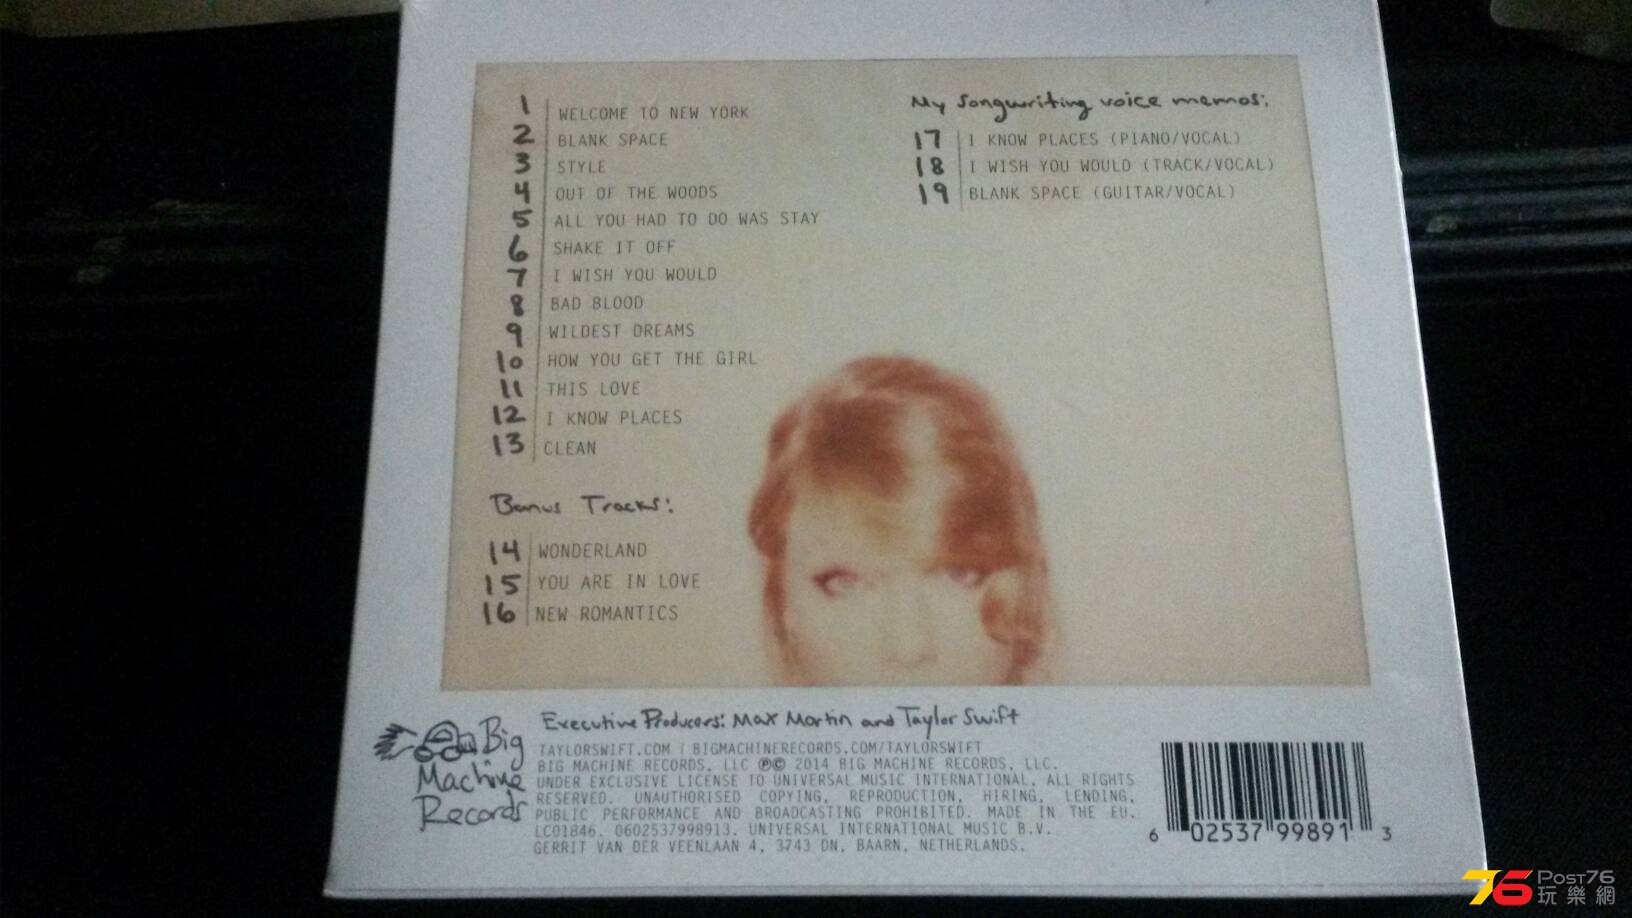 1 WELCOME TO NEW YORK
2 BLANK SPACE
3 STYLE
4 OUT OF THE WOODS
5 ALL YOU HAD TO DO WAS STAY
6 SHAKE IT OFF
7 I WISH YOU WOULD
8 BAD BLOOD
9 WILDEST DREAMS
10 HOW YOU GET THE GIRL
11 THIS LOVE
12 I KNOW PLACES
13 CLEAN
Bonus Tracks:
14 WONDERLAND
15 YOU ARE IN LOVE
16 NEW ROMANTICS
My songwriting voice memos:
17 I KNOW PLACES (PIANO/VOCAL)
18 I WISH YOU WOULD (TRACK/VOCAL)
19 BLANK SPACE (GUITAR/VOCAL)
Big
Machine
Records
Executive Producers: Max Martin and Taylor Swift
TAYLORSWIFT.COM | BIGMACHINERECORDS.COM/TAYLORSWIFT
BIG MACHINE RECORDS, LLC ℗© 2014 BIG MACHINE RECORDS, LLC.
UNDER EXCLUSIVE LICENSE TO UNIVERSAL MUSIC INTERNATIONAL. ALL RIGHTS
RESERVED. UNAUTHORISED COPYING, REPRODUCTION, HIRING, LENDING,
PUBLIC PERFORMANCE AND BROADCASTING PROHIBITED. MADE IN THE EU.
LC01846. 0602537998913. UNIVERSAL INTERNATIONAL MUSIC B.V.
GERRIT VAN DER VEENLAAN 4, 3743 DN, BAARN, NETHERLANDS.
6 02537 99891 3
76 Post76
玩樂網